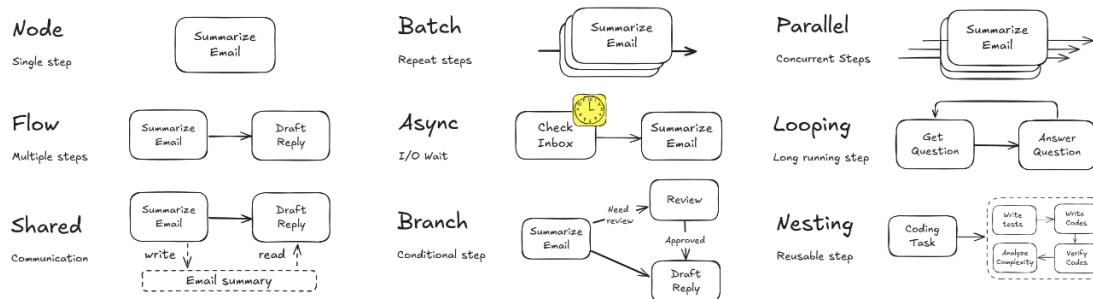 Node
Single step
Summarize
Email
Batch
Repeat steps
Summarize
Email
Parallel
Concurrent Steps
Summarize
Email
Flow
Multiple steps
Summarize
Email
Draft
Reply
Async
I/O Wait
Check
Inbox
Summarize
Email
Looping
Long running step
Get
Question
Answer
Question
Shared
Communication
Summarize
Email
Draft
Reply
write
read
Email summary
Branch
Conditional step
Summarize
Email
Need
review
Review
Approved
Draft
Reply
Nesting
Reusable step
Coding
Task
Write
tests
Write
Codes
Analyze
Complexity
Verify
Codes